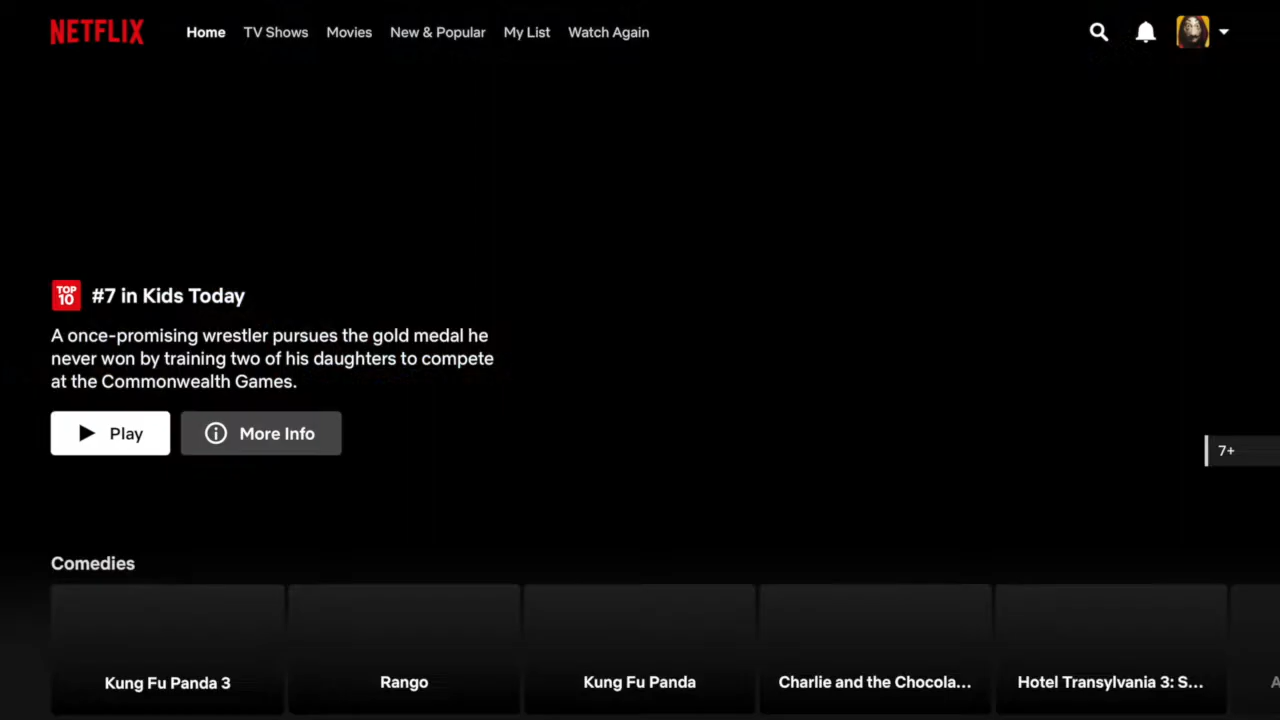 NETFLIX Home TV Shows Movies New & Popular My List Watch Again
TOP 10 #7 in Kids Today
A once-promising wrestler pursues the gold medal he
never won by training two of his daughters to compete
at the Commonwealth Games.
Play More Info
7+
Comedies
Kung Fu Panda 3 Rango Kung Fu Panda Charlie and the Chocola... Hotel Transylvania 3: S... A